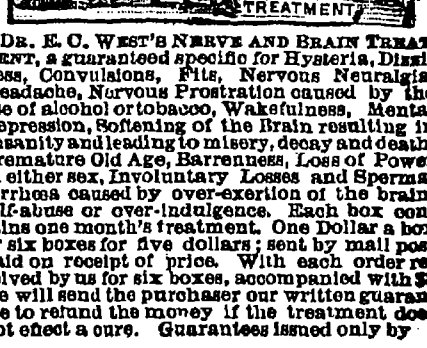 TREATMENT
DR. E. C. WEST'S NERVE AND BRAIN TREAT
ENT, a guaranteed specific for Hysteria, Dizzi
ess, Convulsions, Fits, Nervous Neuralgia
eadache, Nervous Prostration caused by the
se of alcohol or tobacco, Wakefulness, Menta
epression, Softening of the Brain resulting in
sanity and leading to misery, decay and death
remature Old Age, Barrenness, Loss of Powe
either sex, Involuntary Losses and Sperma
rrhœa caused by over-exertion of the brain
lf-abuse or over-indulgence. Each box con
ins one month's treatment. One Dollar a box
six boxes for five dollars; sent by mail pos
aid on receipt of price. With each order re
ived by us for six boxes, accompanied with $
e will send the purchaser our written guaran
e to refund the money if the treatment doe
ot effect a cure. Guarantees issued only by